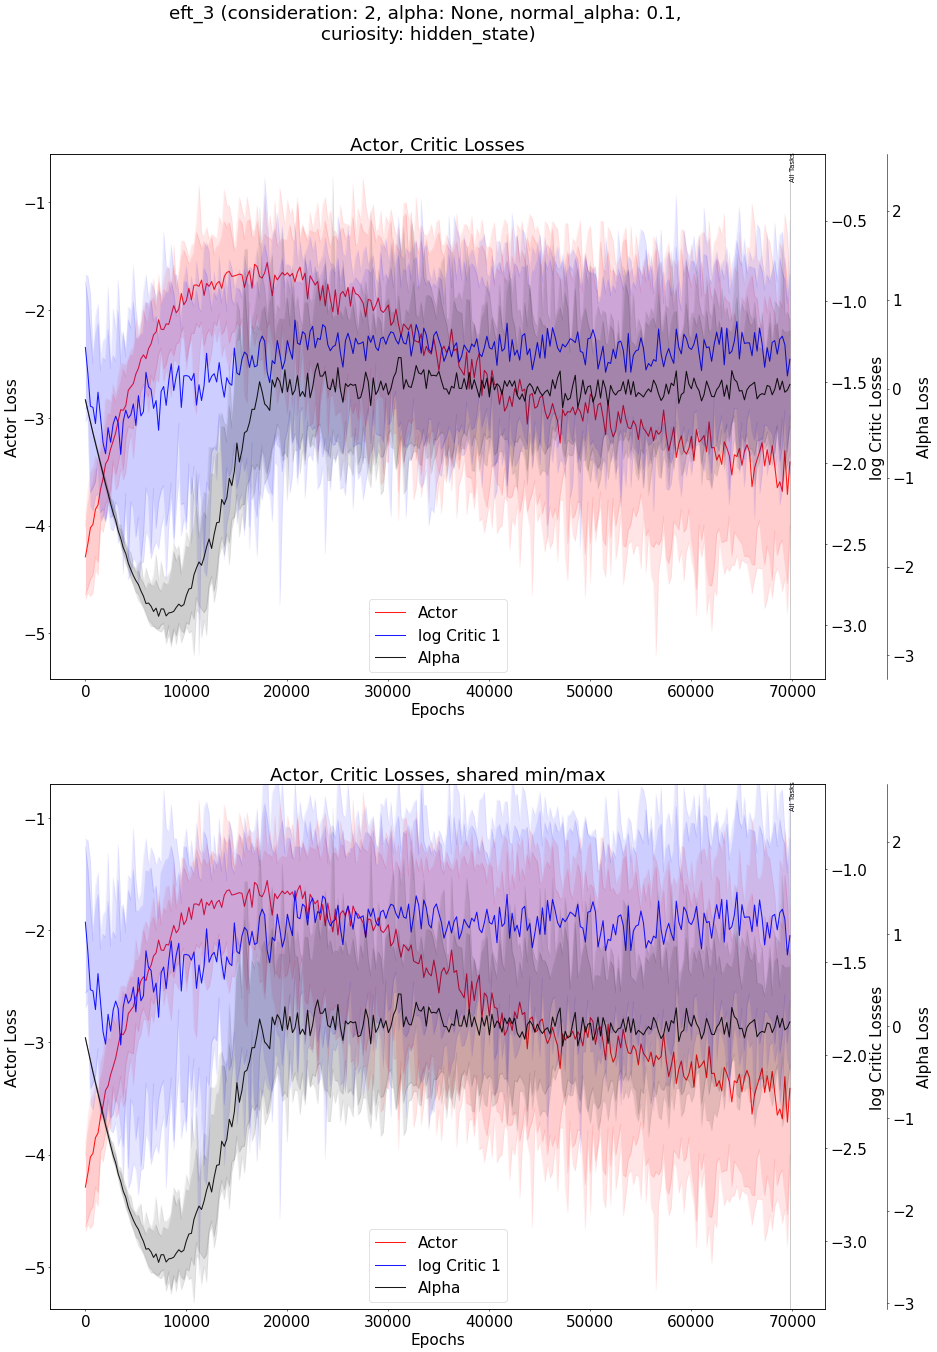 eft_3 (consideration: 2, alpha: None, normal_alpha: 0.1,
curiosity: hidden_state)
Actor, Critic Losses
All Tasks
Actor Loss
−1
−2
−3
−4
−5
−0.5
−1.0
−1.5
−2.0
−2.5
−3.0
log Critic Losses
2
1
0
−1
−2
−3
Alpha Loss
Actor
log Critic 1
Alpha
0 10000 20000 30000 40000 50000 60000 70000
Epochs
Actor, Critic Losses, shared min/max
All Tasks
Actor Loss
−1
−2
−3
−4
−5
−1.0
−1.5
−2.0
−2.5
−3.0
log Critic Losses
2
1
0
−1
−2
−3
Alpha Loss
Actor
log Critic 1
Alpha
0 10000 20000 30000 40000 50000 60000 70000
Epochs